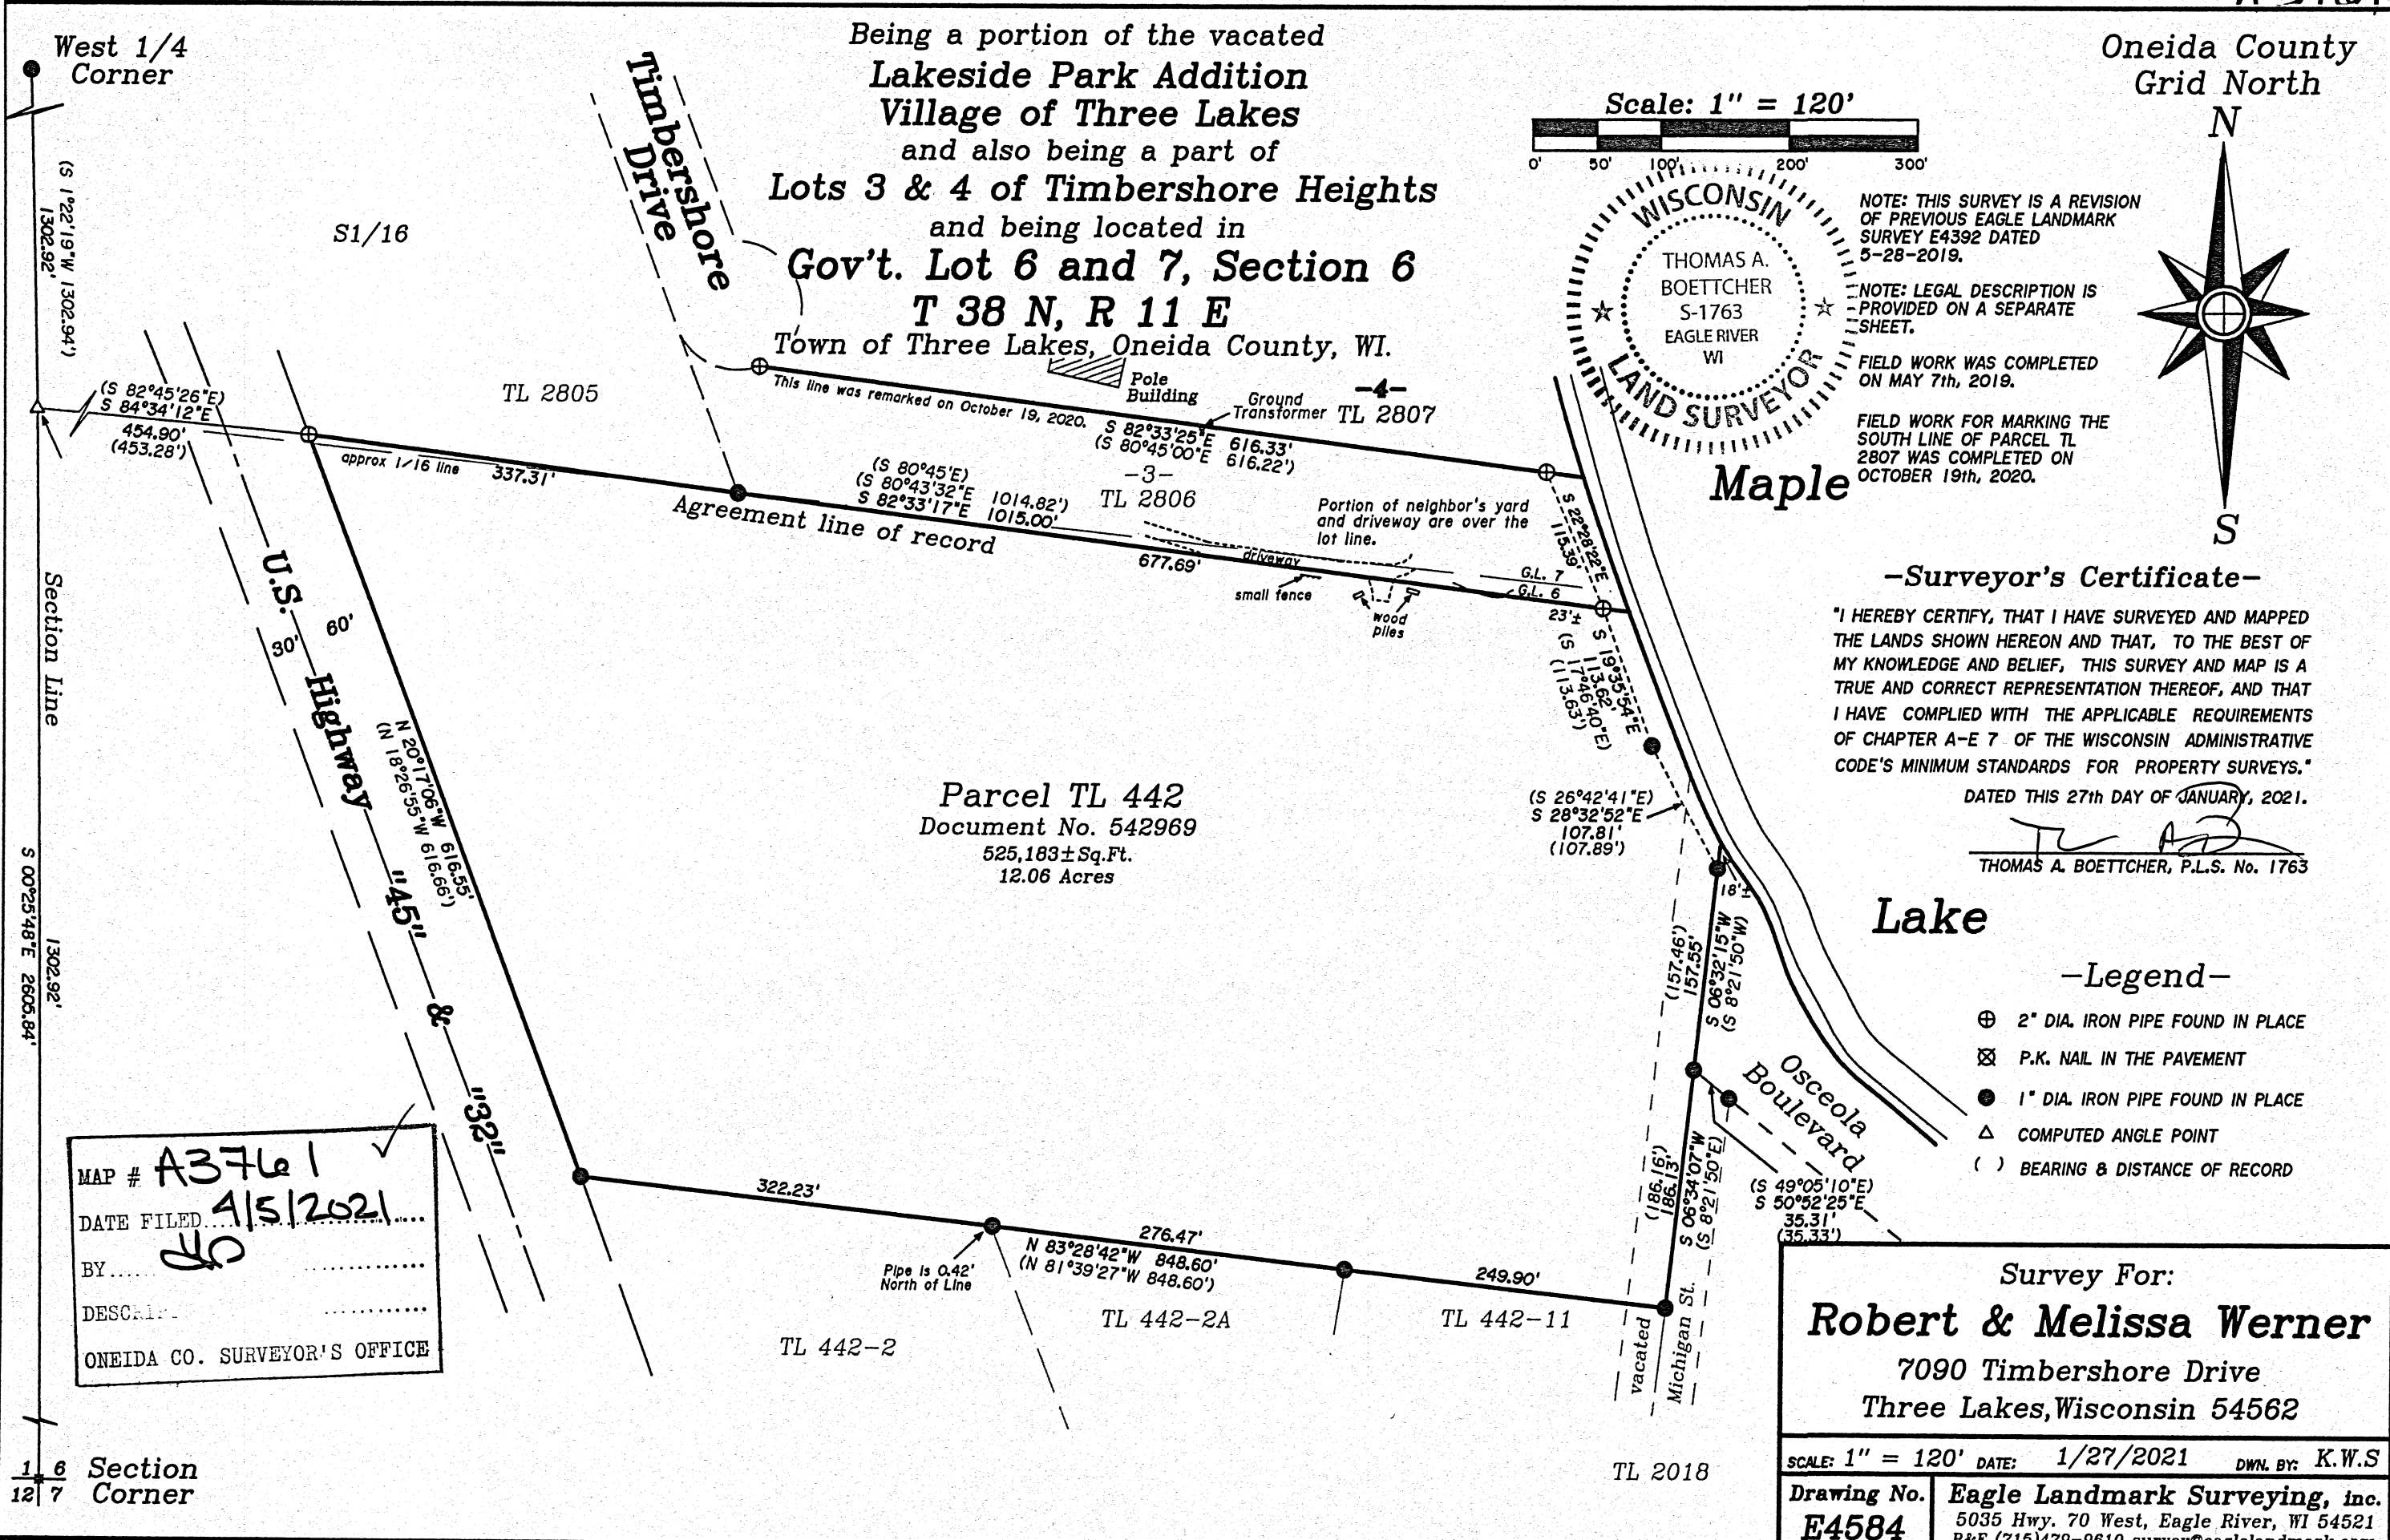 West 1/4
Corner
(S 1°22'19"W 1302.94')
1302.92'
S1/16
Timbershore
Drive
Being a portion of the vacated
Lakeside Park Addition
Village of Three Lakes
and also being a part of
Lots 3 & 4 of Timbershore Heights
and being located in
Gov't. Lot 6 and 7, Section 6
T 38 N, R 11 E
Town of Three Lakes, Oneida County, WI.
Scale: 1" = 120'
0' 50' 100' 200' 300'
WISCONSIN
THOMAS A.
BOETTCHER
S-1763
EAGLE RIVER
WI
LAND SURVEYOR
Oneida County
Grid North
N
S
NOTE: THIS SURVEY IS A REVISION
OF PREVIOUS EAGLE LANDMARK
SURVEY E4392 DATED
5-28-2019.
NOTE: LEGAL DESCRIPTION IS
PROVIDED ON A SEPARATE
SHEET.
FIELD WORK WAS COMPLETED
ON MAY 7th, 2019.
FIELD WORK FOR MARKING THE
SOUTH LINE OF PARCEL TL
2807 WAS COMPLETED ON
OCTOBER 19th, 2020.
(S 82°45'26"E)
S 84°34'12"E
454.90'
(453.28')
TL 2805
approx 1/16 line
337.31'
This line was remarked on October 19, 2020.
Pole
Building
Ground
Transformer
-4-
TL 2807
S 82°33'25"E 616.33'
(S 80°45'00"E 616.22')
-3-
TL 2806
(S 80°45'E)
(S 80°43'32"E 1014.82')
S 82°33'17"E 1015.00'
Agreement line of record
677.69'
Portion of neighbor's yard
and driveway are over the
lot line.
driveway
small fence
wood
piles
G.L. 7
G.L. 6
23'±
S 22°28'22"E
115.39'
S 19°35'54"E
113.62'
(S 17°46'40"E)
(113.63')
Maple
Lake
-Surveyor's Certificate-
"I HEREBY CERTIFY, THAT I HAVE SURVEYED AND MAPPED
THE LANDS SHOWN HEREON AND THAT, TO THE BEST OF
MY KNOWLEDGE AND BELIEF, THIS SURVEY AND MAP IS A
TRUE AND CORRECT REPRESENTATION THEREOF, AND THAT
I HAVE COMPLIED WITH THE APPLICABLE REQUIREMENTS
OF CHAPTER A-E 7 OF THE WISCONSIN ADMINISTRATIVE
CODE'S MINIMUM STANDARDS FOR PROPERTY SURVEYS."
DATED THIS 27th DAY OF JANUARY, 2021.
THOMAS A. BOETTCHER, P.L.S. No. 1763
Section Line
S 00°25'48"E 2605.84'
1302.92'
U.S. Highway "45" & "32"
30' 60'
N 20°17'06"W 616.55'
(N 18°26'55"W 616.66')
Parcel TL 442
Document No. 542969
525,183±Sq.Ft.
12.06 Acres
(S 26°42'41"E)
S 28°32'52"E
107.81'
(107.89')
18'±
(157.46')
157.55'
S 06°32'15"W
(S 8°21'50"W)
(186.16')
186.13'
S 06°34'07"W
(S 8°21'50"E)
Osceola
Boulevard
(S 49°05'10"E)
S 50°52'25"E
35.31'
(35.33')
-Legend-
2" DIA. IRON PIPE FOUND IN PLACE
P.K. NAIL IN THE PAVEMENT
1" DIA. IRON PIPE FOUND IN PLACE
COMPUTED ANGLE POINT
( ) BEARING & DISTANCE OF RECORD
322.23'
Pipe is 0.42'
North of Line
276.47'
N 83°28'42"W 848.60'
(N 81°39'27"W 848.60')
249.90'
TL 442-2
TL 442-2A
TL 442-11
vacated
Michigan St.
TL 2018
MAP # A3761
DATE FILED 4/5/2021
BY
ONEIDA CO. SURVEYOR'S OFFICE
1 6
12 7
Section
Corner
Survey For:
Robert & Melissa Werner
7090 Timbershore Drive
Three Lakes, Wisconsin 54562
SCALE: 1" = 120' DATE: 1/27/2021 DWN. BY: K.W.S
Drawing No.
E4584
Eagle Landmark Surveying, inc.
5035 Hwy. 70 West, Eagle River, WI 54521